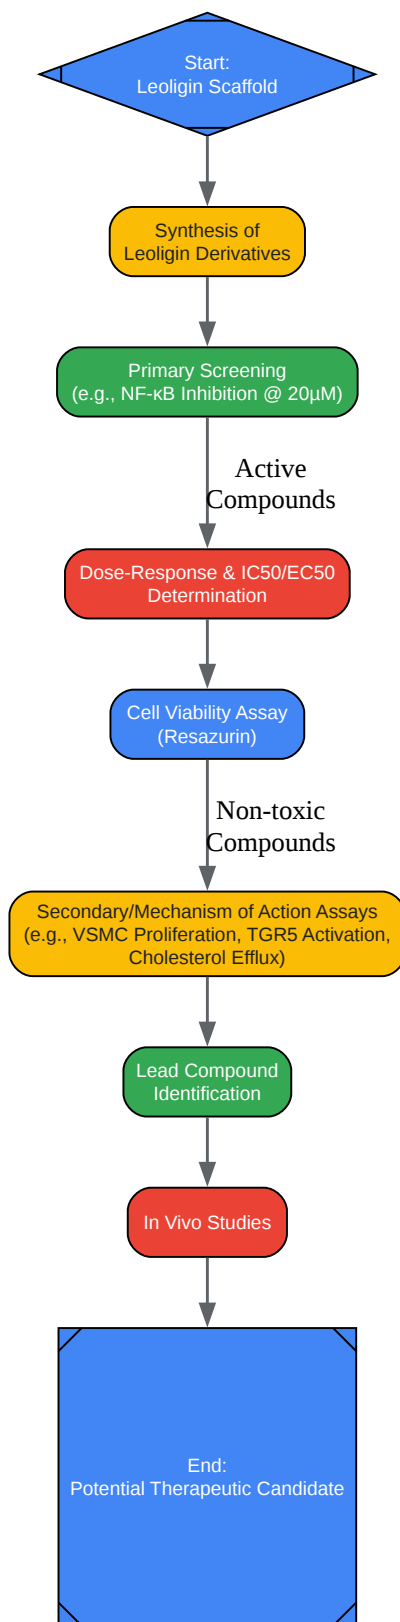 Start:
Leoligin Scaffold
Synthesis of
Leoligin Derivatives
Primary Screening
(e.g., NF-κB Inhibition @ 20µM)
Active
Compounds
Dose-Response & IC50/EC50
Determination
Cell Viability Assay
(Resazurin)
Non-toxic
Compounds
Secondary/Mechanism of Action Assays
(e.g., VSMC Proliferation, TGR5 Activation,
Cholesterol Efflux)
Lead Compound
Identification
In Vivo Studies
End:
Potential Therapeutic Candidate